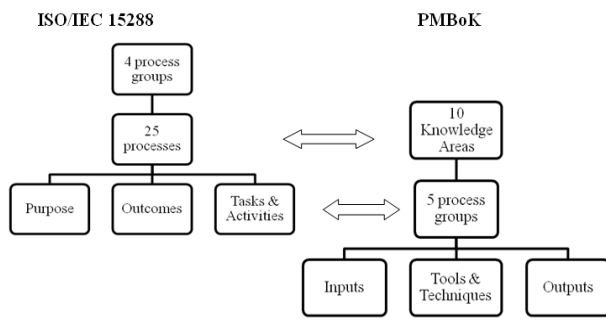 ISO/IEC 15288
PMBoK
4 process
groups
25
processes
10
Knowledge
Areas
Purpose
Outcomes
Tasks &
Activities
5 process
groups
Inputs
Tools &
Techniques
Outputs